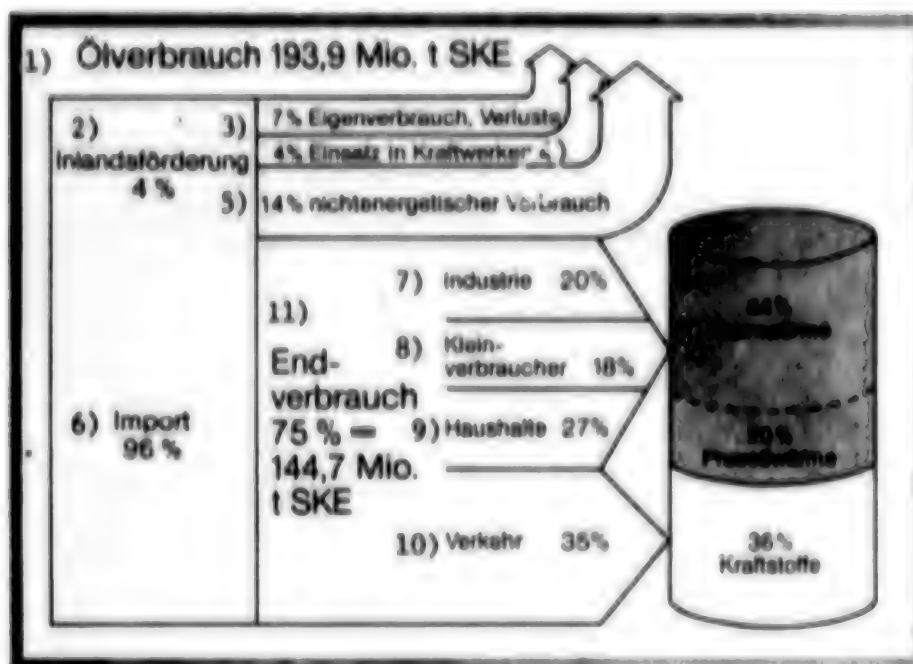 1) Ölverbrauch 193,9 Mio. t SKE
2)
Inlandsförderung
4 %
3) 7% Eigenverbrauch, Verluste
4% Einsatz in Kraftwerken
5) 14% nichtenergetischer Verbrauch
6) Import
96 %
11)
End-
verbrauch
75 % =
144,7 Mio.
t SKE
7) Industrie 20%
8) Klein-
verbraucher 18%
9) Haushalte 27%
10) Verkehr 35%
36%
Kraftstoffe